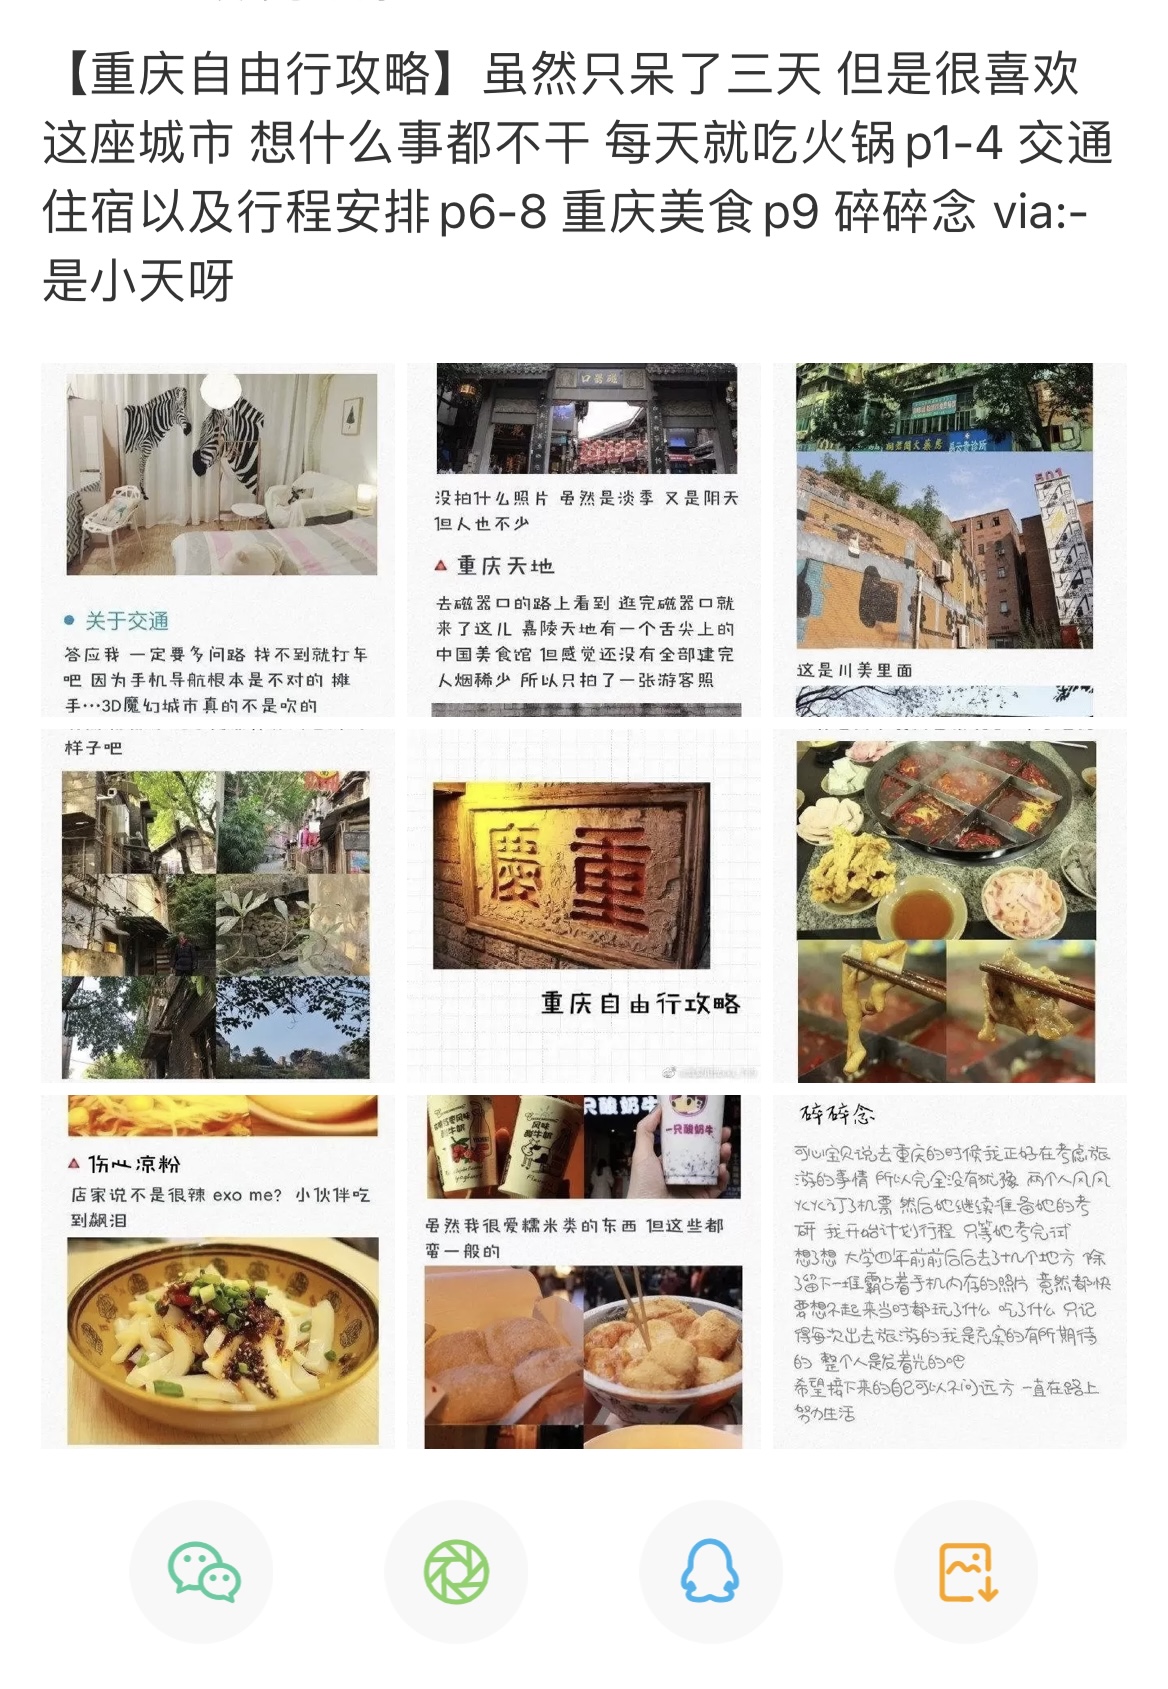 【重庆自由行攻略】虽然只呆了三天 但是很喜欢
这座城市 想什么事都不干 每天就吃火锅p1-4 交通
住宿以及行程安排p6-8 重庆美食p9 碎碎念 via:-
是小天呀
关于交通
答应我 一定要多问路 找不到就打车
吧 因为手机导航根本是不对的 摊
手…3D魔幻城市真的不是吹的
口器磁
没拍什么照片 虽然是淡季 又是阴天
但人也不少
重庆天地
去磁器口的路上看到 逛完磁器口就
来了这儿 嘉陵天地有一个舌尖上的
中国美食馆 但感觉还没有全部建完
人烟稀少 所以只拍了一张游客照
501
这是川美里面
样子吧
慶重
重庆自由行攻略
伤心凉粉
店家说不是很辣 exo me? 小伙伴吃
到飙泪
只酸奶牛
一只酸奶牛
虽然我很爱糯米类的东西 但这些都
蛮一般的
碎碎念
可心宝贝说去重庆的时候我正好在考虑旅
游的事情 所以完全没有犹豫 两个人风风
火火订了机票 然后她继续准备她的考
研 我开始计划行程 只等她考完试
想了想 大学四年前前后后去了十几个地方 除
了留下一堆霸占着手机内存的照片 竟然都快
要想不起来当时都玩了什么 吃了什么 只记
得每次出去旅游的我是充实的有所期待
的 整个人是发着光的吧
希望接下来的自己可以不问远方 一直在路上
努力生活